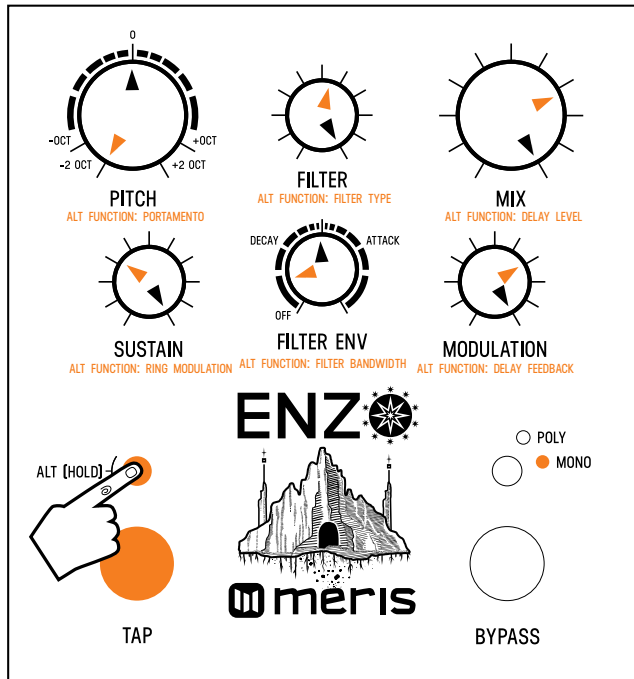 0
-OCT
+OCT
-2 OCT
+2 OCT
PITCH
ALT FUNCTION: PORTAMENTO
FILTER
ALT FUNCTION: FILTER TYPE
MIX
ALT FUNCTION: DELAY LEVEL
DECAY
ATTACK
OFF
SUSTAIN
ALT FUNCTION: RING MODULATION
FILTER ENV
ALT FUNCTION: FILTER BANDWIDTH
MODULATION
ALT FUNCTION: DELAY FEEDBACK
ENZO
POLY
MONO
ALT (HOLD)
meris
TAP
BYPASS